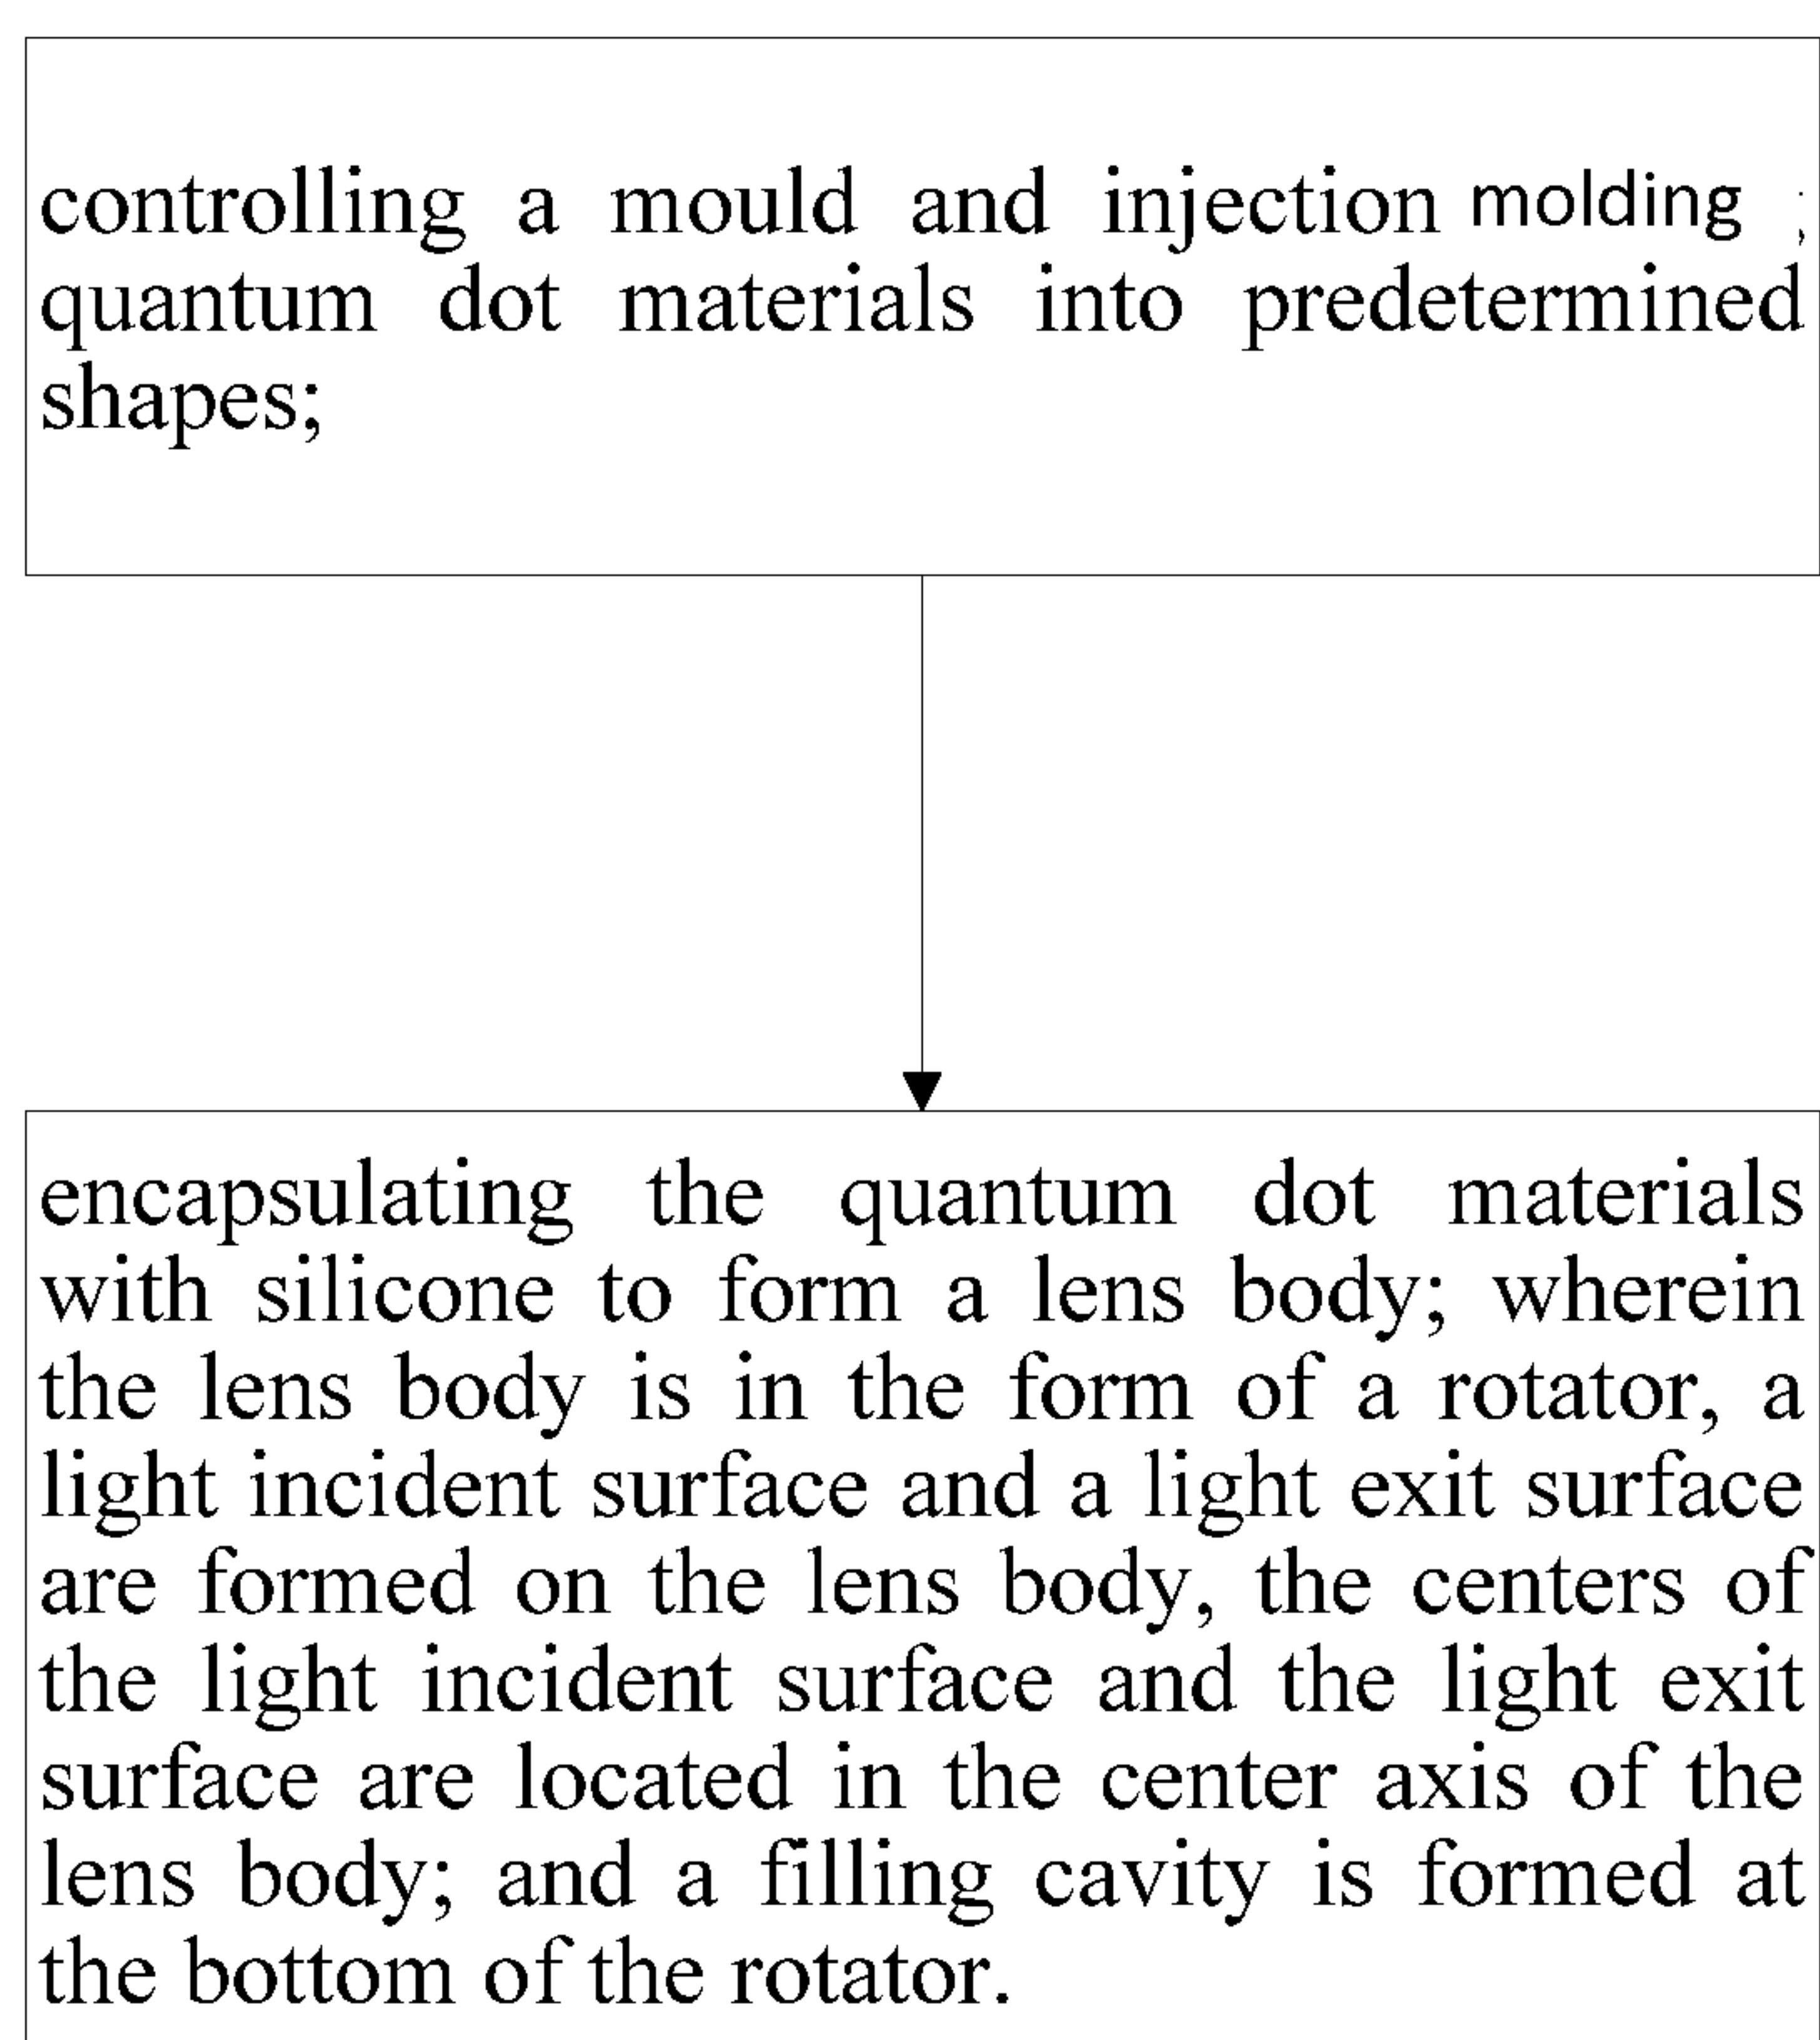 controlling a mould and injection molding ;
quantum dot materials into predetermined
shapes;
encapsulating the quantum dot materials
with silicone to form a lens body; wherein
the lens body is in the form of a rotator, a
light incident surface and a light exit surface
are formed on the lens body, the centers of
the light incident surface and the light exit
surface are located in the center axis of the
lens body; and a filling cavity is formed at
the bottom of the rotator.